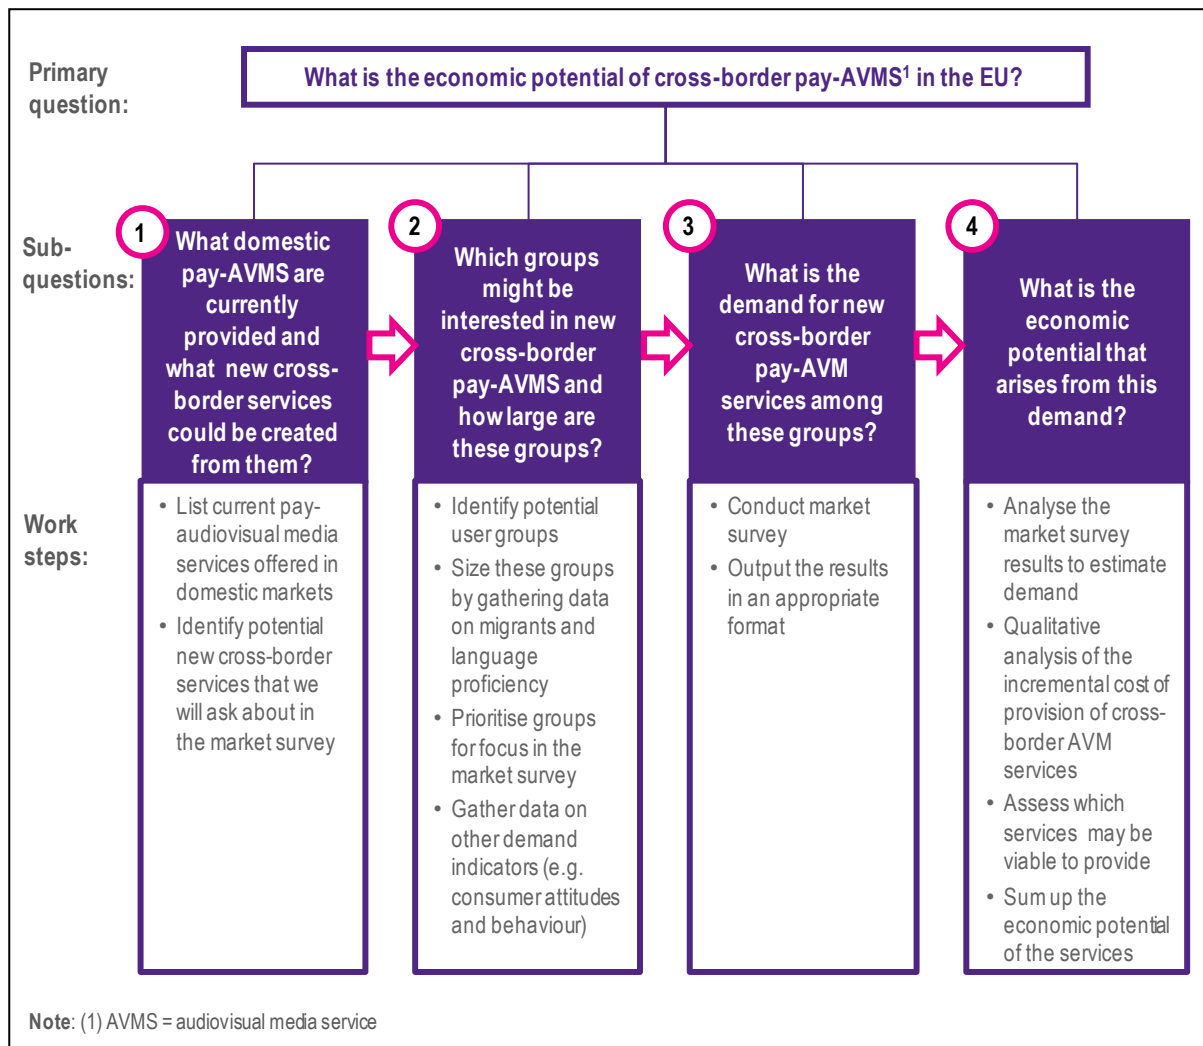 Primary
question:
What is the economic potential of cross-border pay-AVMS1 in the EU?
Sub-
questions:
1
What domestic
pay-AVMS are
currently
provided and
what new cross-
border services
could be created
from them?
2
Which groups
might be
interested in new
cross-border
pay-AVMS and
how large are
these groups?
3
What is the
demand for new
cross-border
pay-AVM
services among
these groups?
4
What is the
economic
potential that
arises from this
demand?
Work
steps:
• List current pay-
audiovisual media
services offered in
domestic markets
• Identify potential
new cross-border
services that we
will ask about in
the market survey
• Identify potential
user groups
• Size these groups
by gathering data
on migrants and
language
proficiency
• Prioritise groups
for focus in the
market survey
• Gather data on
other demand
indicators (e.g.
consumer attitudes
and behaviour)
• Conduct market
survey
• Output the results
in an appropriate
format
• Analyse the
market survey
results to estimate
demand
• Qualitative
analysis of the
incremental cost of
provision of cross-
border AVM
services
• Assess which
services may be
viable to provide
• Sum up the
economic potential
of the services
Note: (1) AVMS = audiovisual media service